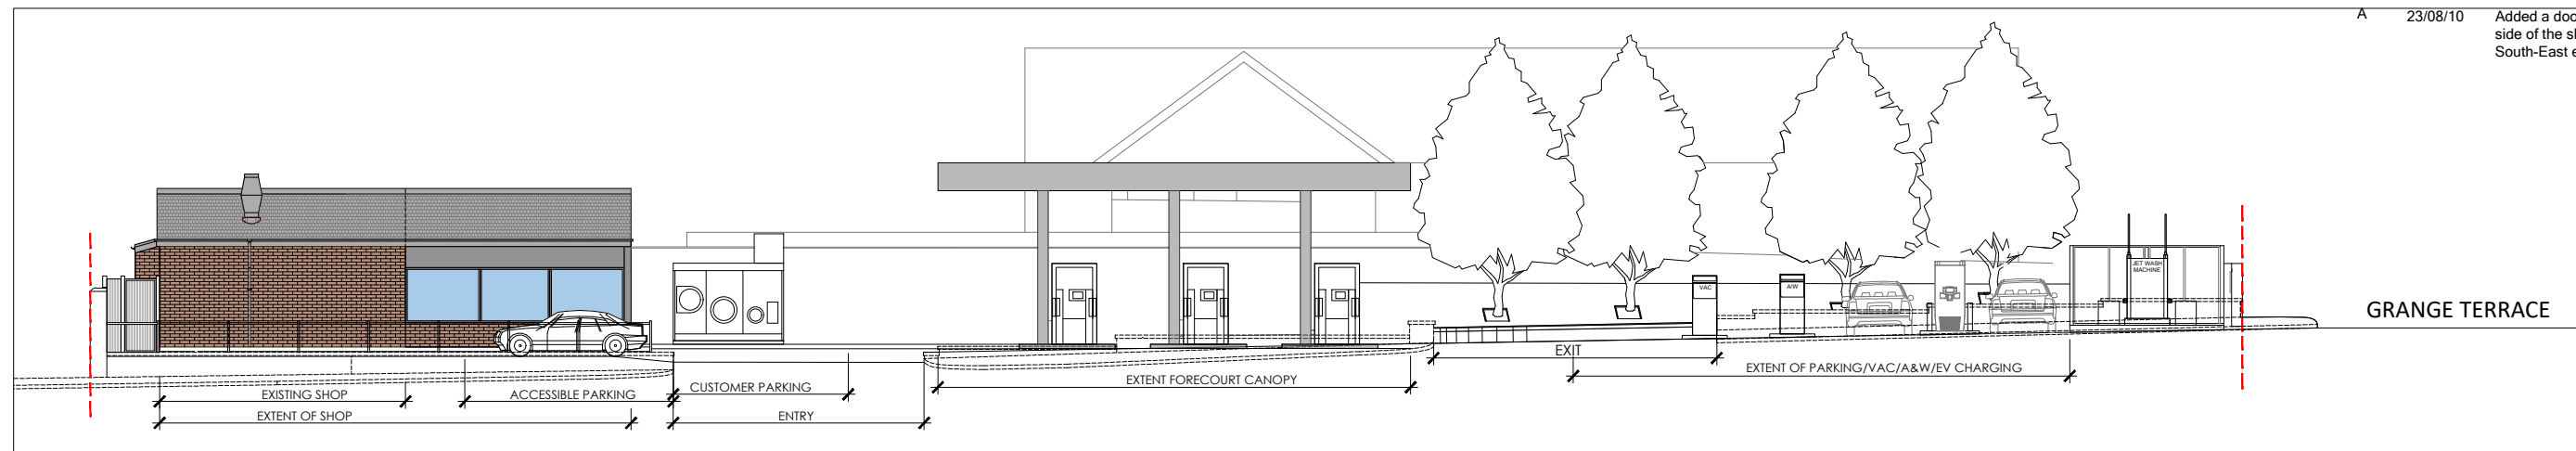 A 23/08/10 Added a doo
side of the sh
South-East e
JET WASH
MACHINE
VAC
A/W
GRANGE TERRACE
EXIT
EXTENT OF PARKING/VAC/A&W/EV CHARGING
EXTENT FORECOURT CANOPY
CUSTOMER PARKING
EXISTING SHOP
ACCESSIBLE PARKING
EXTENT OF SHOP
ENTRY